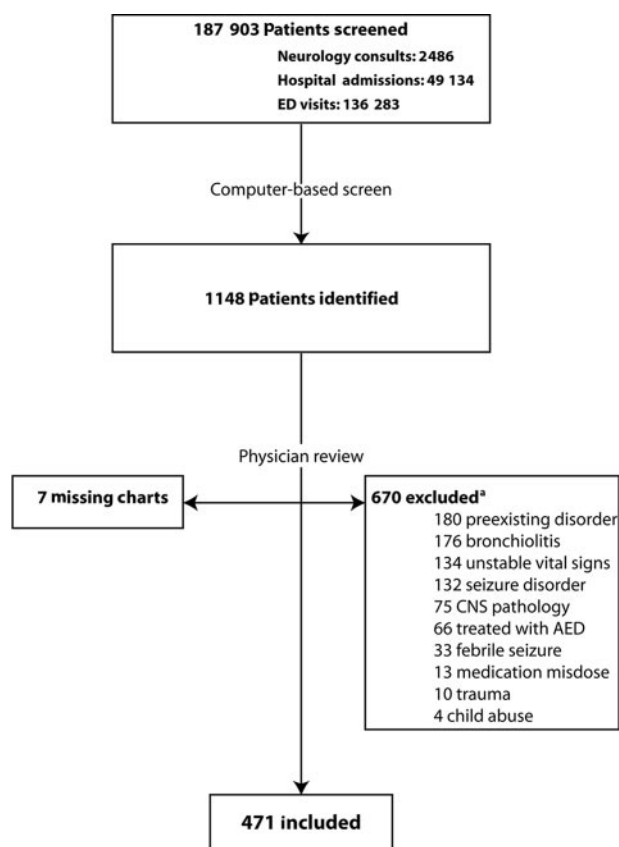 187 903 Patients screened
Neurology consults: 2486
Hospital admissions: 49 134
ED visits: 136 283
Computer-based screen
1148 Patients identified
Physician review
7 missing charts
670 excludedª
180 preexisting disorder
176 bronchiolitis
134 unstable vital signs
132 seizure disorder
75 CNS pathology
66 treated with AED
33 febrile seizure
13 medication misdose
10 trauma
4 child abuse
471 included